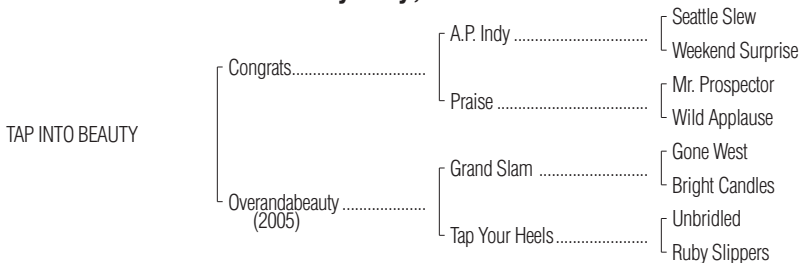 Seattle Slew
A.P. Indy ..................................
Weekend Surprise
Congrats..................................
Mr. Prospector
Praise ......................................
Wild Applause
TAP INTO BEAUTY
Gone West
Grand Slam ............................
Bright Candles
Overandabeauty .....................
(2005)
Unbridled
Tap Your Heels.......................
Ruby Slippers